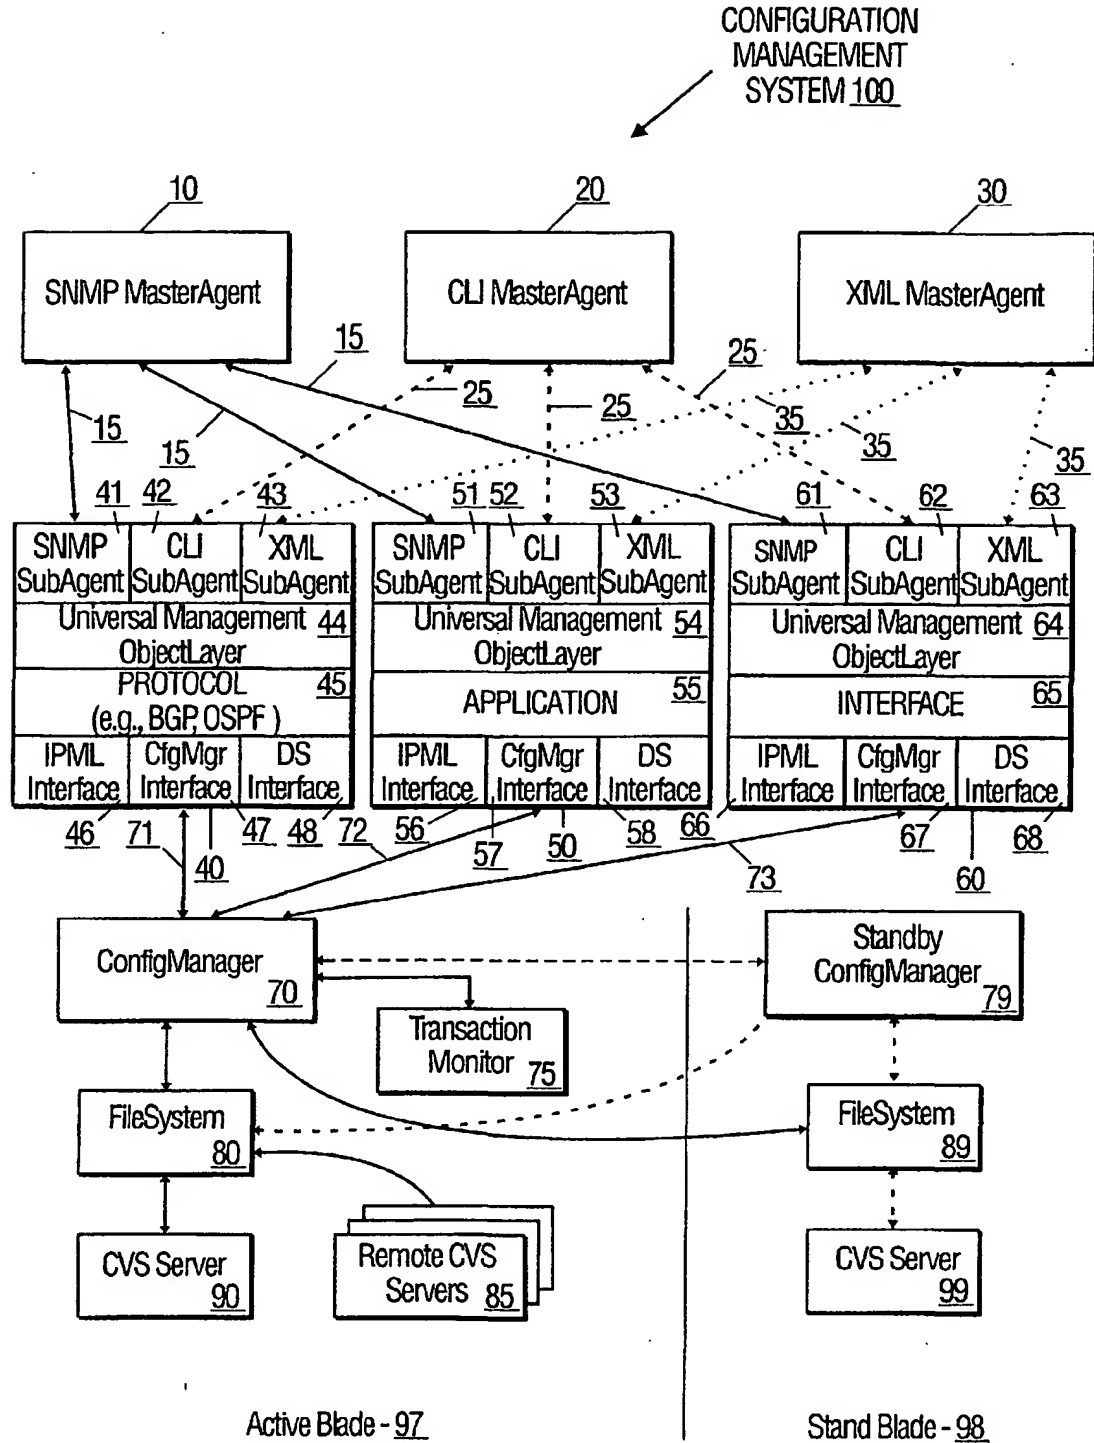 CONFIGURATION
MANAGEMENT
SYSTEM 100
10
20
30
SNMP MasterAgent
CLI MasterAgent
XML MasterAgent
15
15
15
25
25
25
35
35
35
41
42
43
51
52
53
61
62
63
SNMP SubAgent
CLI SubAgent
XML SubAgent
SNMP SubAgent
CLI SubAgent
XML SubAgent
SNMP SubAgent
CLI SubAgent
XML SubAgent
Universal Management 44
ObjectLayer
Universal Management 54
ObjectLayer
Universal Management 64
ObjectLayer
PROTOCOL 45
(e.g., BGP, OSPF )
APPLICATION 55
INTERFACE 65
IPML Interface
CfgMgr Interface
DS Interface
IPML Interface
CfgMgr Interface
DS Interface
IPML Interface
CfgMgr Interface
DS Interface
46
71
40
47
48
72
56
57
50
58
66
73
67
60
68
ConfigManager
70
Standby
ConfigManager
79
Transaction
Monitor 75
FileSystem
80
FileSystem
89
CVS Server
90
Remote CVS
Servers 85
CVS Server
99
Active Blade - 97
Stand Blade - 98